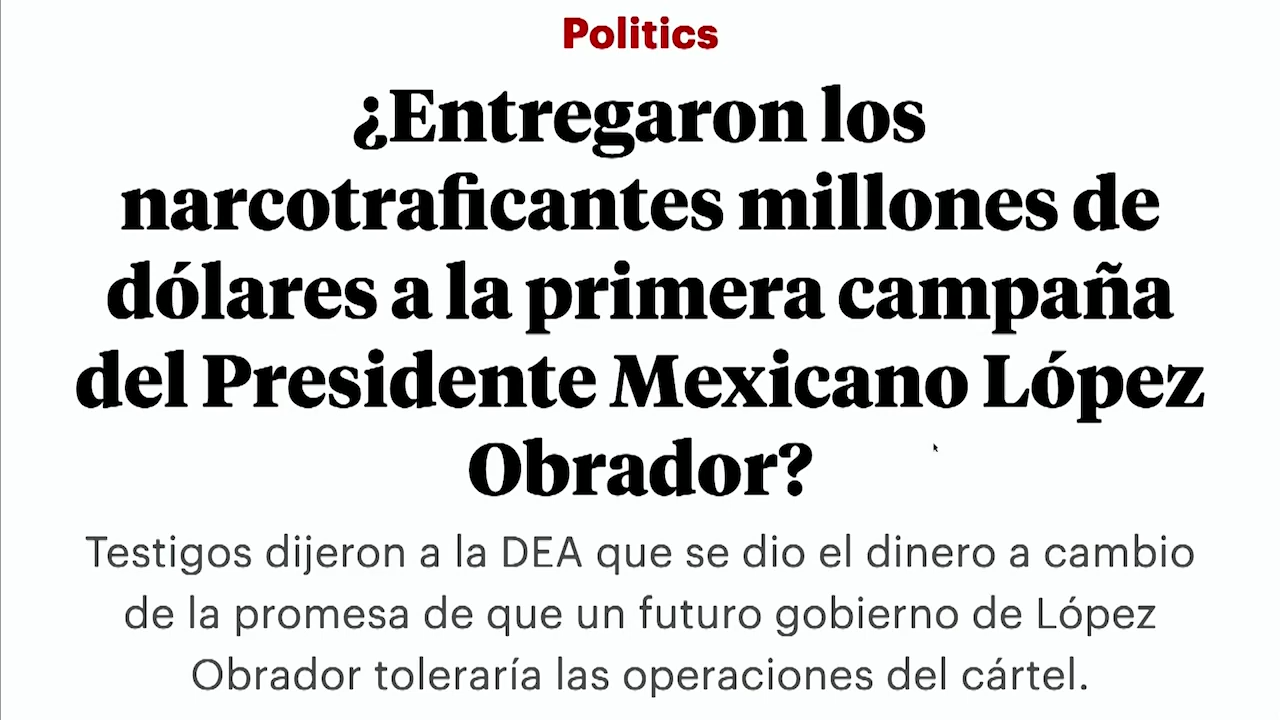 Politics
¿Entregaron los
narcotraficantes millones de
dólares a la primera campaña
del Presidente Mexicano López
Obrador?
Testigos dijeron a la DEA que se dio el dinero a cambio
de la promesa de que un futuro gobierno de López
Obrador toleraría las operaciones del cártel.